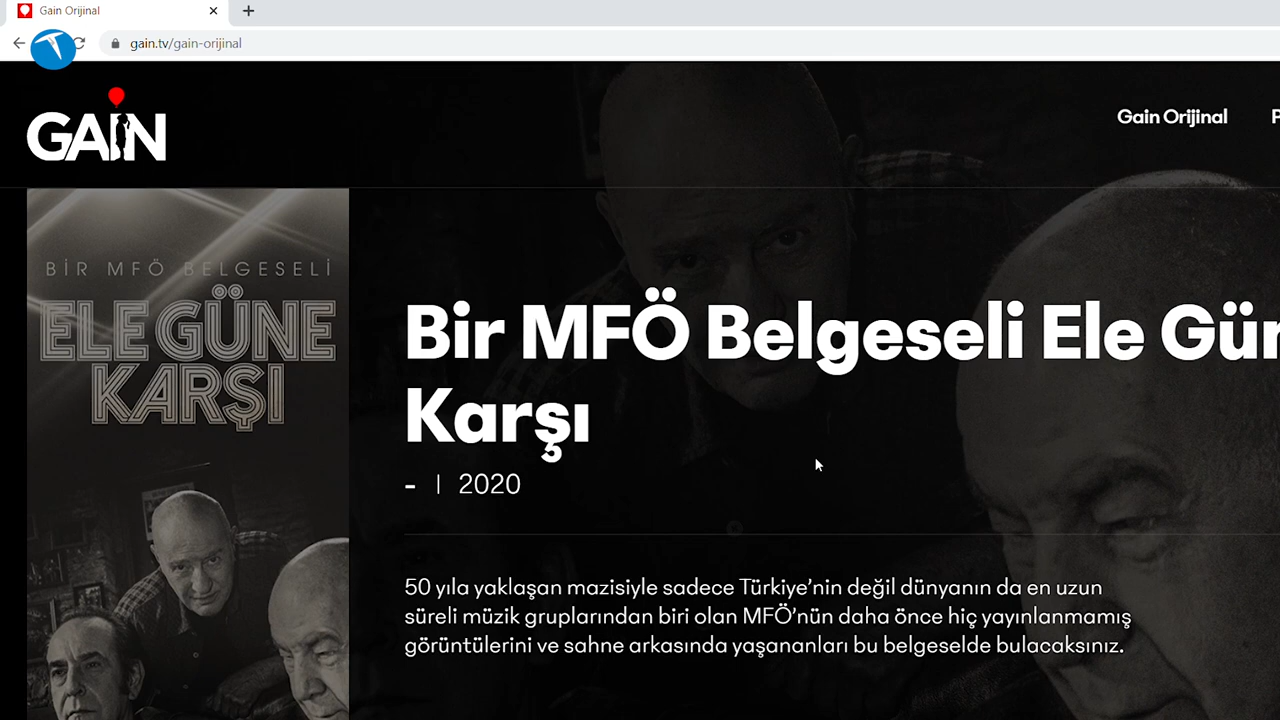 Gain Orijinal
gain.tv/gain-orijinal
GAİN
Gain Orijinal
BİR MFÖ BELGESELİ
ELE GÜNE
KARŞI
Bir MFÖ Belgeseli Ele Gün
Karşı
- | 2020
50 yıla yaklaşan mazisiyle sadece Türkiye’nin değil dünyanın da en uzun
süreli müzik gruplarından biri olan MFÖ’nün daha önce hiç yayınlanmamış
görüntülerini ve sahne arkasında yaşananları bu belgeselde bulacaksınız.